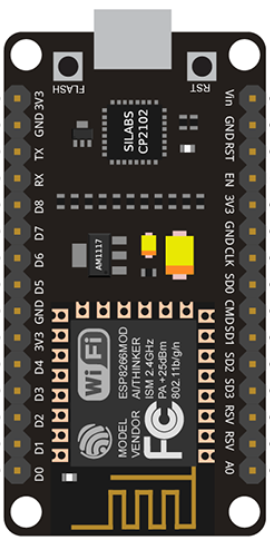 FLASH
RST
SILABS
CP2102
AM1117
3V3
GND
TX
RX
D8
D7
D6
D5
GND
3V3
D4
D3
D2
D1
D0
Vin
GND
RST
EN
3V3
GND
CLK
SD0
CMD
SD1
SD2
SD3
RSV
RSV
A0
Wi Fi
MODEL
VENDOR
ESP8266MOD
AI/THINKER
ISM 2.4GHz
PA +25dBm
802.11b/g/n
FC